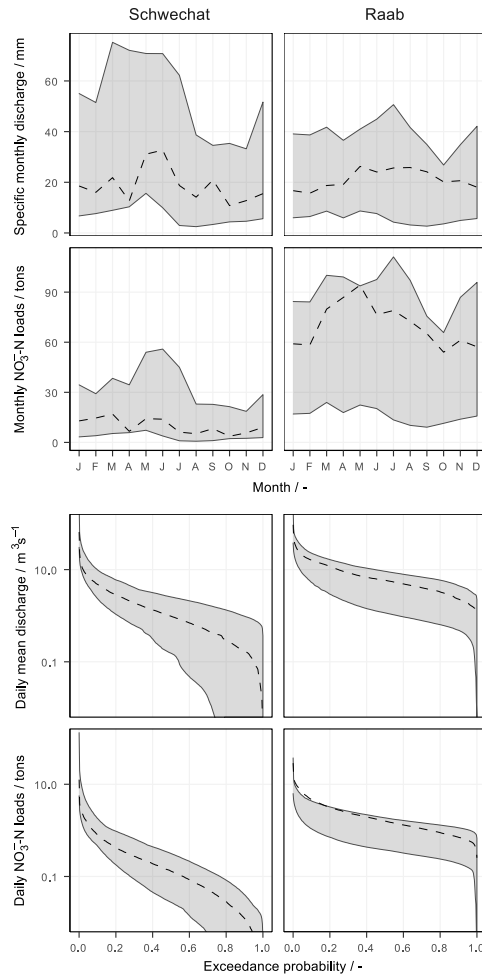 Schwechat
Raab
Specific monthly discharge / mm
60
40
20
0
Monthly NO₃⁻-N loads / tons
90
60
30
0
J F M A M J J A S O N D
J F M A M J J A S O N D
Month / -
Daily mean discharge / m³s⁻¹
10.0
0.1
Daily NO₃⁻-N loads / tons
10.0
0.1
0.0 0.2 0.4 0.6 0.8 1.0
0.0 0.2 0.4 0.6 0.8 1.0
Exceedance probability / -